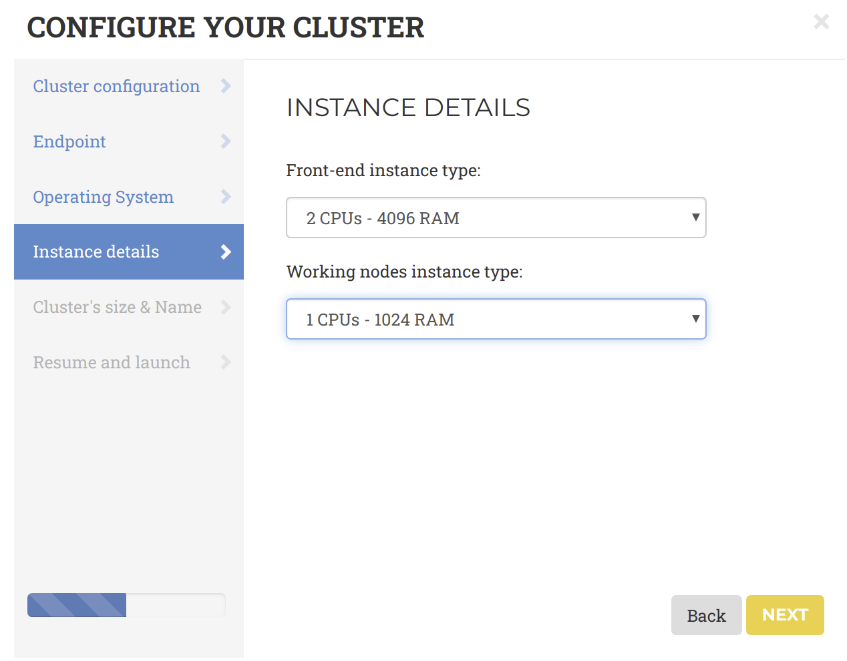 CONFIGURE YOUR CLUSTER
Cluster configuration
Endpoint
Operating System
Instance details
Cluster's size & Name
Resume and launch
INSTANCE DETAILS
Front-end instance type:
2 CPUs - 4096 RAM
Working nodes instance type:
1 CPUs - 1024 RAM
Back
NEXT